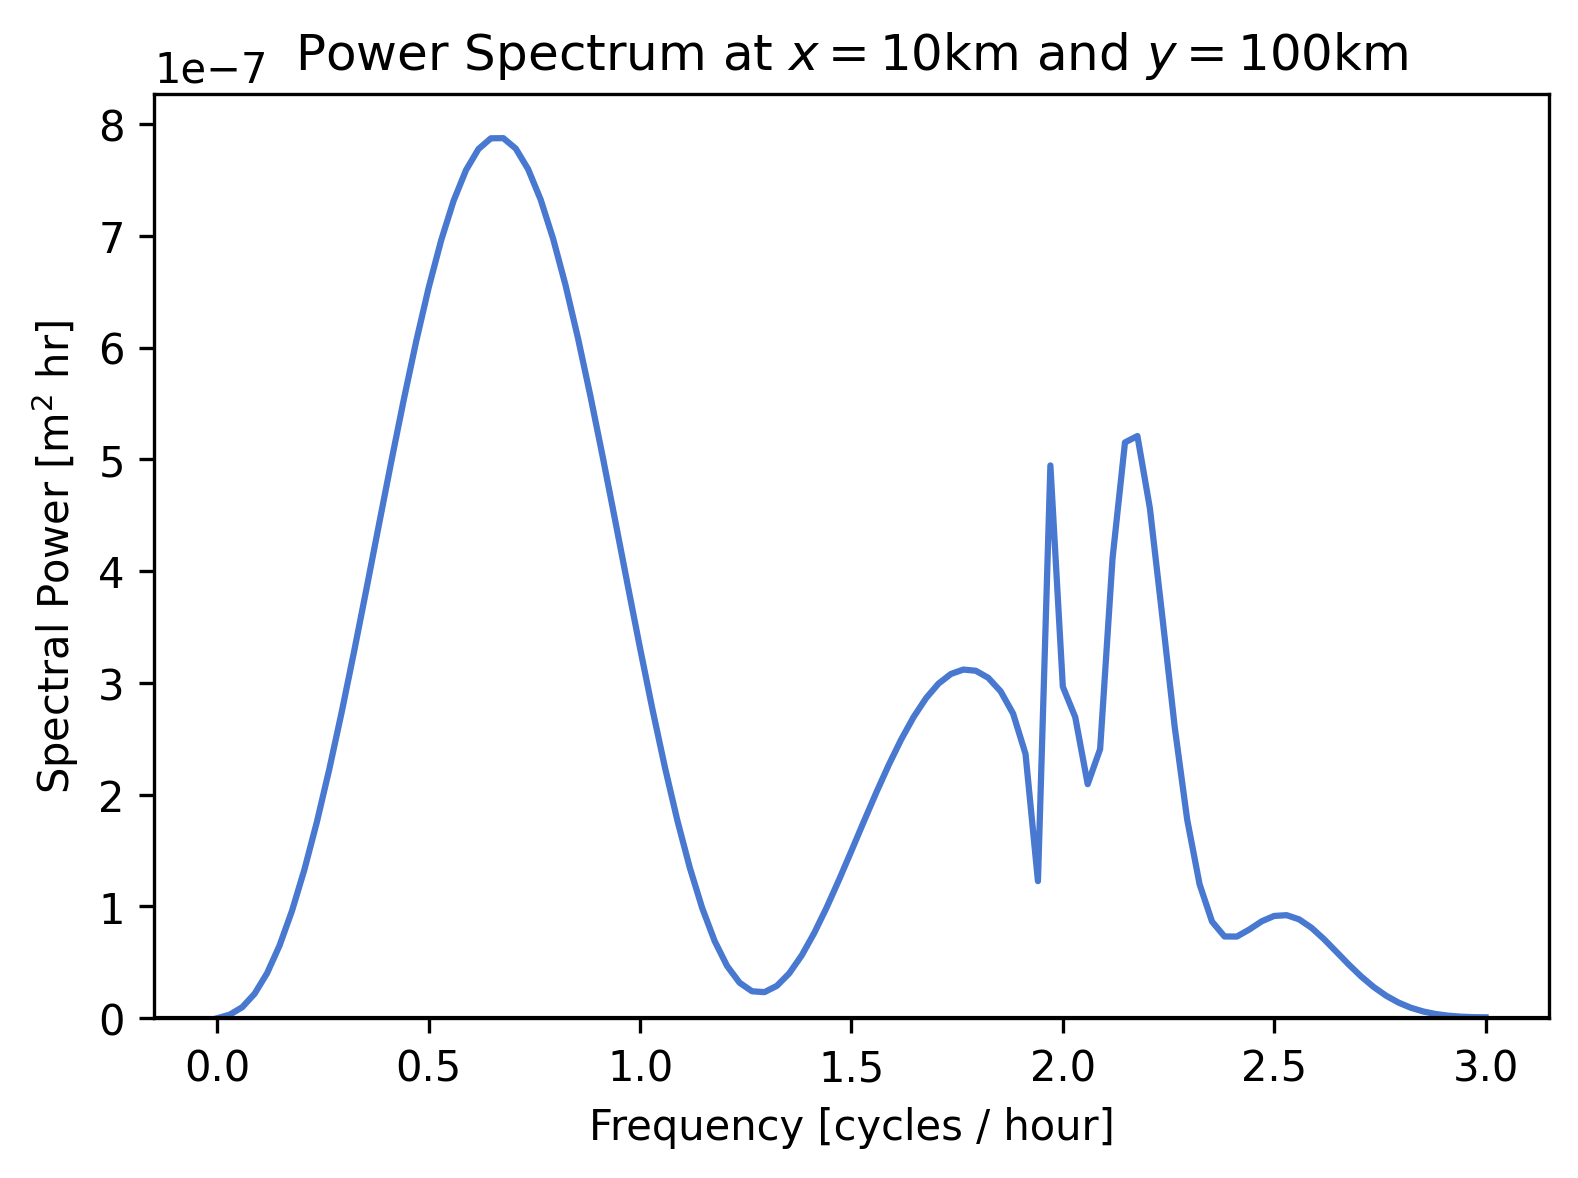 Power Spectrum at x = 10km and y = 100km
1e−7
8
7
6
5
4
3
2
1
0
Spectral Power [m² hr]
0.0 0.5 1.0 1.5 2.0 2.5 3.0
Frequency [cycles / hour]